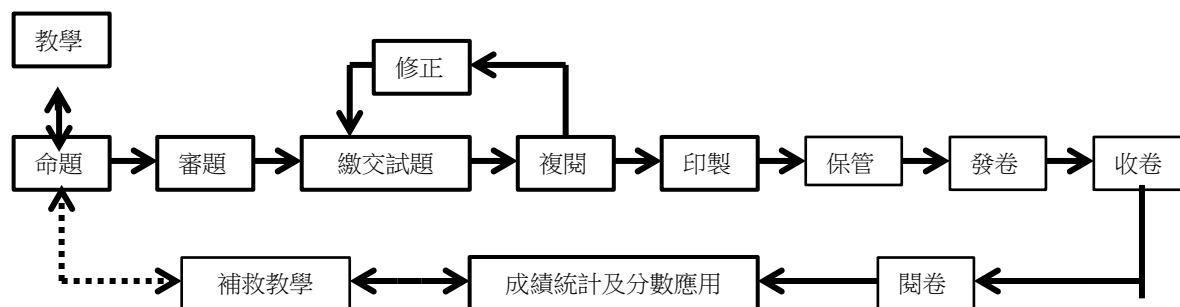 教學
修正
命題
審題
繳交試題
複閱
印製
保管
發卷
收卷
補救教學
成績統計及分數應用
閱卷